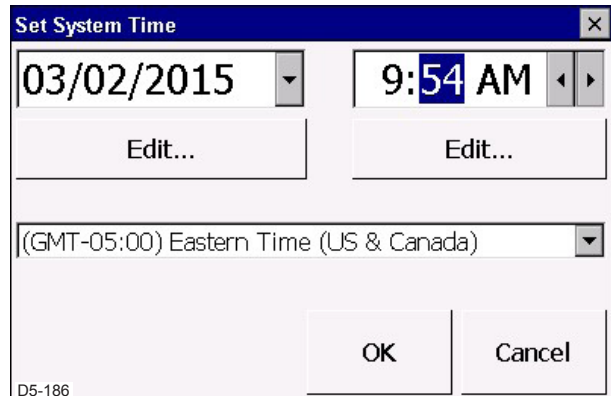 Set System Time
03/02/2015 9:54 AM
Edit... Edit...
(GMT-05:00) Eastern Time (US & Canada)
OK Cancel
D5-186